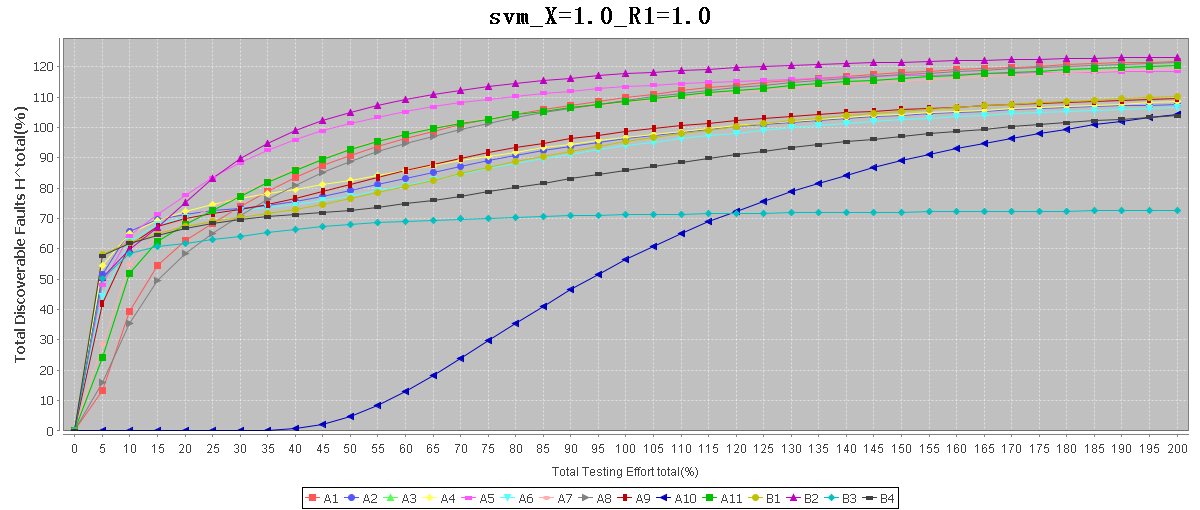 svm_X=1.0_R1=1.0
Total Discoverable Faults H^total(%)
120
110
100
90
80
70
60
50
40
30
20
10
0
0 5 10 15 20 25 30 35 40 45 50 55 60 65 70 75 80 85 90 95 100 105 110 115 120 125 130 135 140 145 150 155 160 165 170 175 180 185 190 195 200
Total Testing Effort total(%)
A1 A2 A3 A4 A5 A6 A7 A8 A9 A10 A11 B1 B2 B3 B4